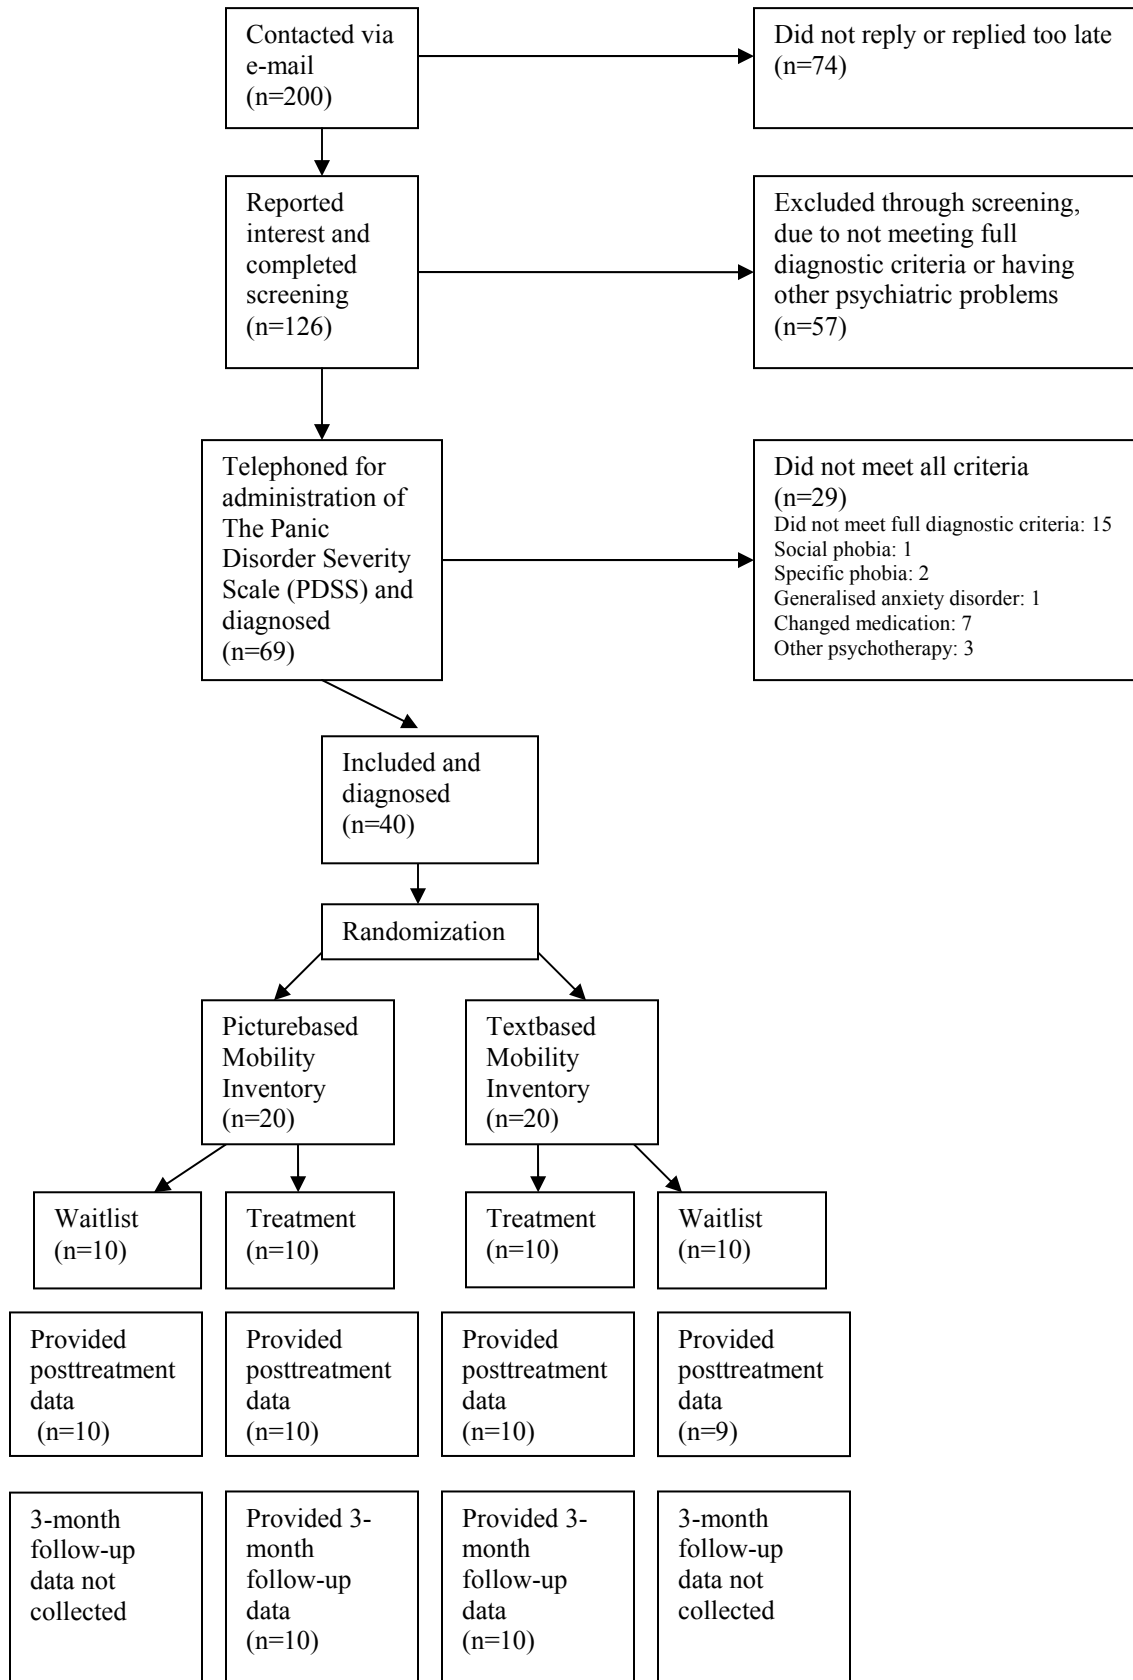 Contacted via
e-mail
(n=200)
Did not reply or replied too late
(n=74)
Reported
interest and
completed
screening
(n=126)
Excluded through screening,
due to not meeting full
diagnostic criteria or having
other psychiatric problems
(n=57)
Telephoned for
administration of
The Panic
Disorder Severity
Scale (PDSS) and
diagnosed
(n=69)
Did not meet all criteria
(n=29)
Did not meet full diagnostic criteria: 15
Social phobia: 1
Specific phobia: 2
Generalised anxiety disorder: 1
Changed medication: 7
Other psychotherapy: 3
Included and
diagnosed
(n=40)
Randomization
Picturebased
Mobility
Inventory
(n=20)
Textbased
Mobility
Inventory
(n=20)
Waitlist
(n=10)
Treatment
(n=10)
Treatment
(n=10)
Waitlist
(n=10)
Provided
posttreatment
data
(n=10)
Provided
posttreatment
data
(n=10)
Provided
posttreatment
data
(n=10)
Provided
posttreatment
data
(n=9)
3-month
follow-up
data not
collected
Provided 3-
month
follow-up
data
(n=10)
Provided 3-
month
follow-up
data
(n=10)
3-month
follow-up
data not
collected